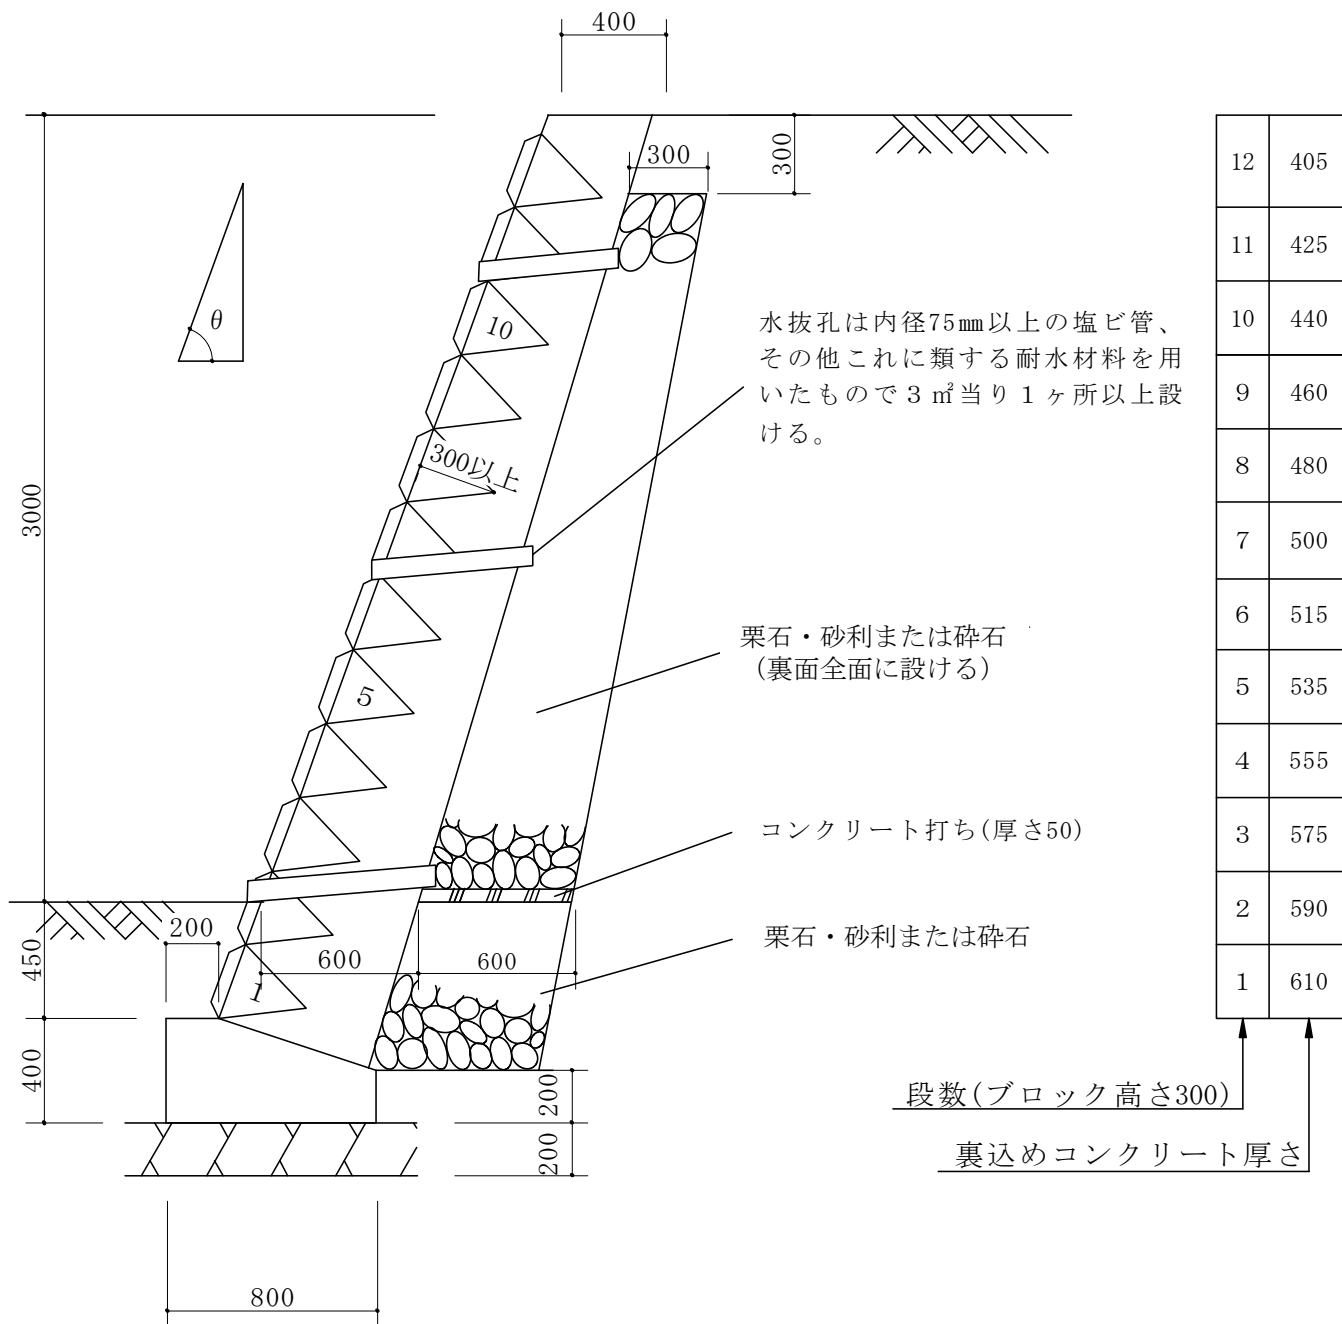 400
300
300
3000
θ
10
水抜孔は内径75㎜以上の塩ビ管、
その他これに類する耐水材料を用
いたもので３㎡当り１ヶ所以上設
ける。
300以上
栗石・砂利または砕石
(裏面全面に設ける)
5
コンクリート打ち(厚さ50)
200
450
600
600
栗石・砂利または砕石
1
400
200
200
800
12 405
11 425
10 440
9 460
8 480
7 500
6 515
5 535
4 555
3 575
2 590
1 610
段数(ブロック高さ300)
裏込めコンクリート厚さ